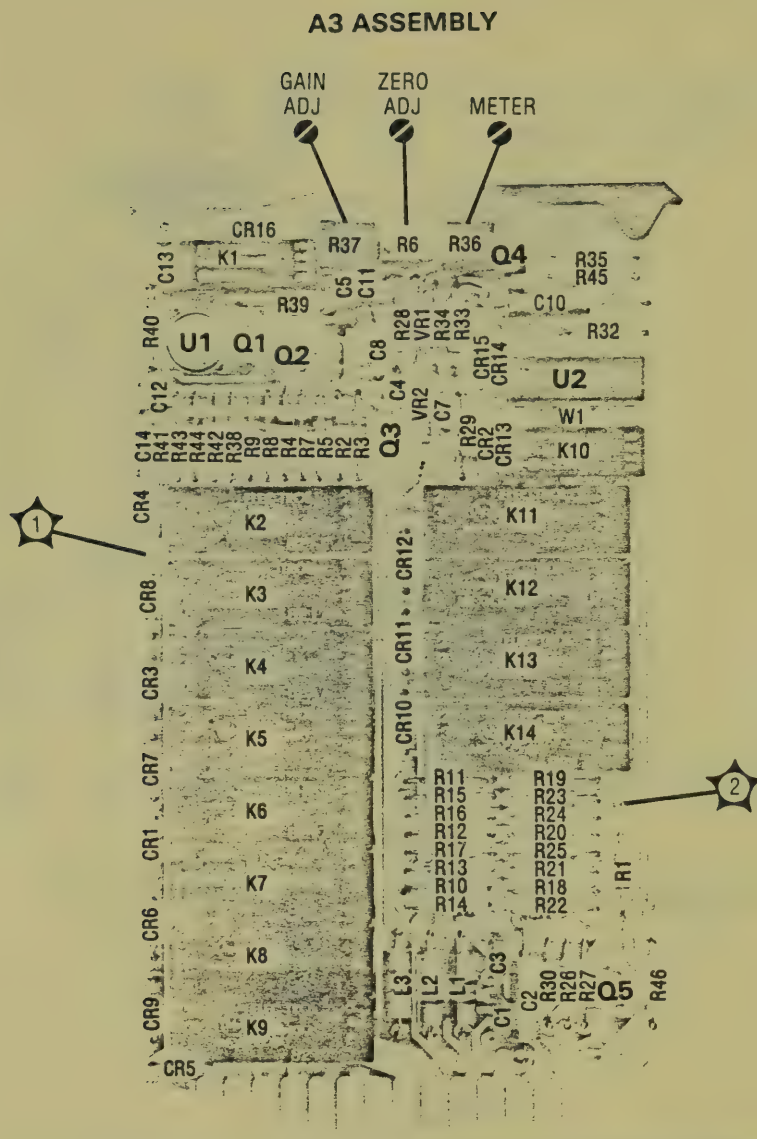 A3 ASSEMBLY
GAIN
ADJ
ZERO
ADJ
METER
CR16
R37
R6
R36
Q4
C13
K1
R35
R45
C5
C11
R39
C10
R40
U1
Q1
Q2
C8
R28
VR1
R34
R33
CR15
CR14
R32
U2
C12
C4
VR2
C7
W1
C14
R41
R43
R44
R42
R38
R9
R8
R4
R7
R5
R2
R3
Q3
R29
CR2
CR13
K10
CR4
1
K2
K11
CR12
CR8
K3
K12
CR11
CR3
K4
K13
CR10
CR7
K5
K14
R11
R19
R15
R23
2
R16
R24
CR1
K6
R12
R20
R17
R25
R13
R21
R1
K7
R10
R18
R14
R22
CR6
K8
L3
L2
L1
C3
CR9
C1
C2
R30
R26
R27
Q5
R46
K9
CR5